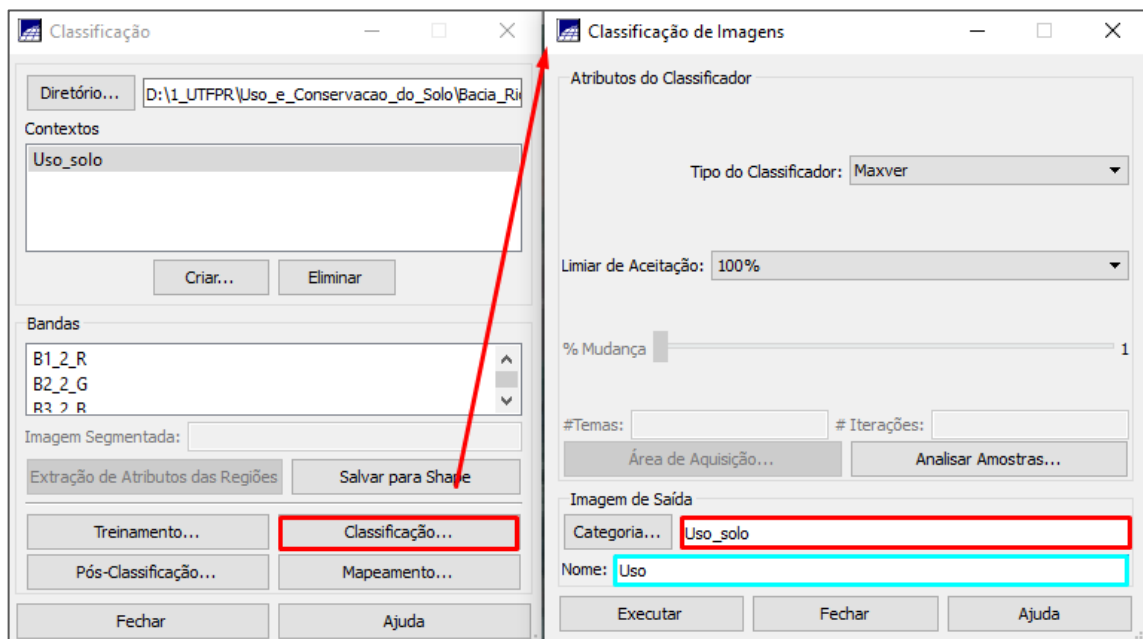 Classificação
Diretório... D:\1_UTFPR\Uso_e_Conservacao_do_Solo\Bacia_Ri
Contextos
Uso_solo
Criar... Eliminar
Bandas
B1_2_R
B2_2_G
B3_2_B
Imagem Segmentada:
Extração de Atributos das Regiões Salvar para Shape
Treinamento... Classificação...
Pós-Classificação... Mapeamento...
Fechar Ajuda
Classificação de Imagens
Atributos do Classificador
Tipo do Classificador: Maxver
Limiar de Aceitação: 100%
% Mudança 1
#Temas: # Iterações:
Área de Aquisição... Analisar Amostras...
Imagem de Saída
Categoria... Uso_solo
Nome: Uso
Executar Fechar Ajuda